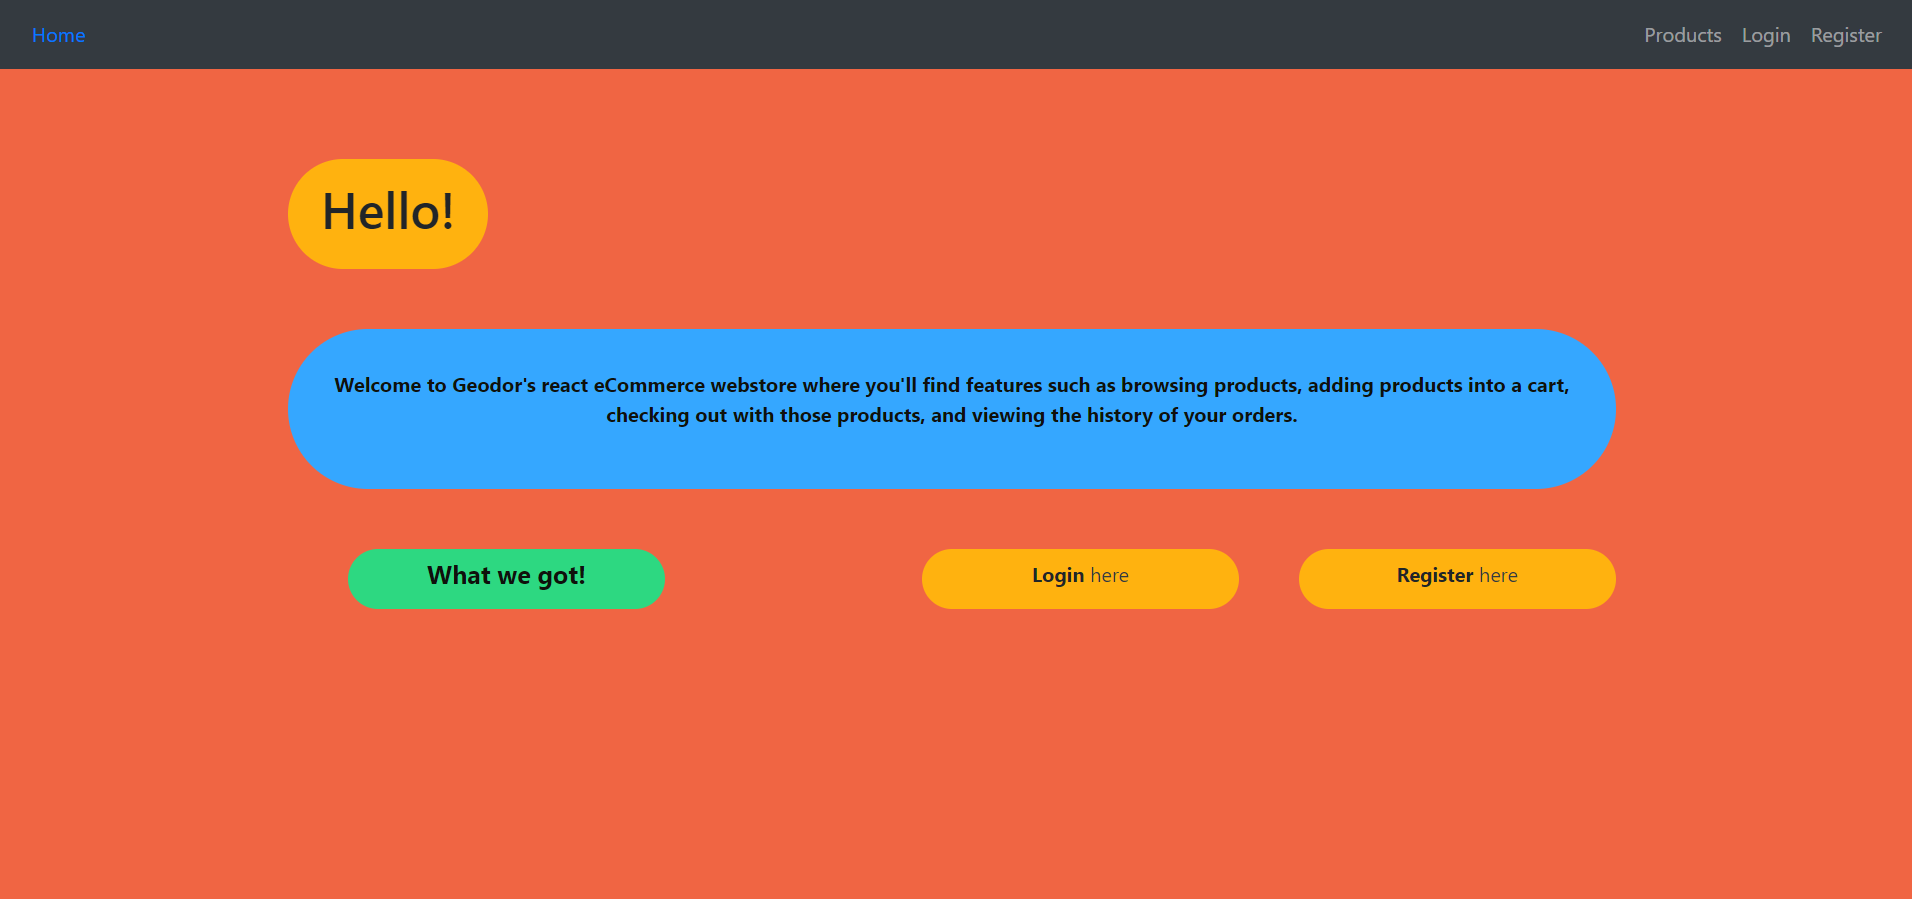 Home
Products Login Register
Hello!
Welcome to Geodor's react eCommerce webstore where you'll find features such as browsing products, adding products into a cart,
checking out with those products, and viewing the history of your orders.
What we got!
Login here
Register here